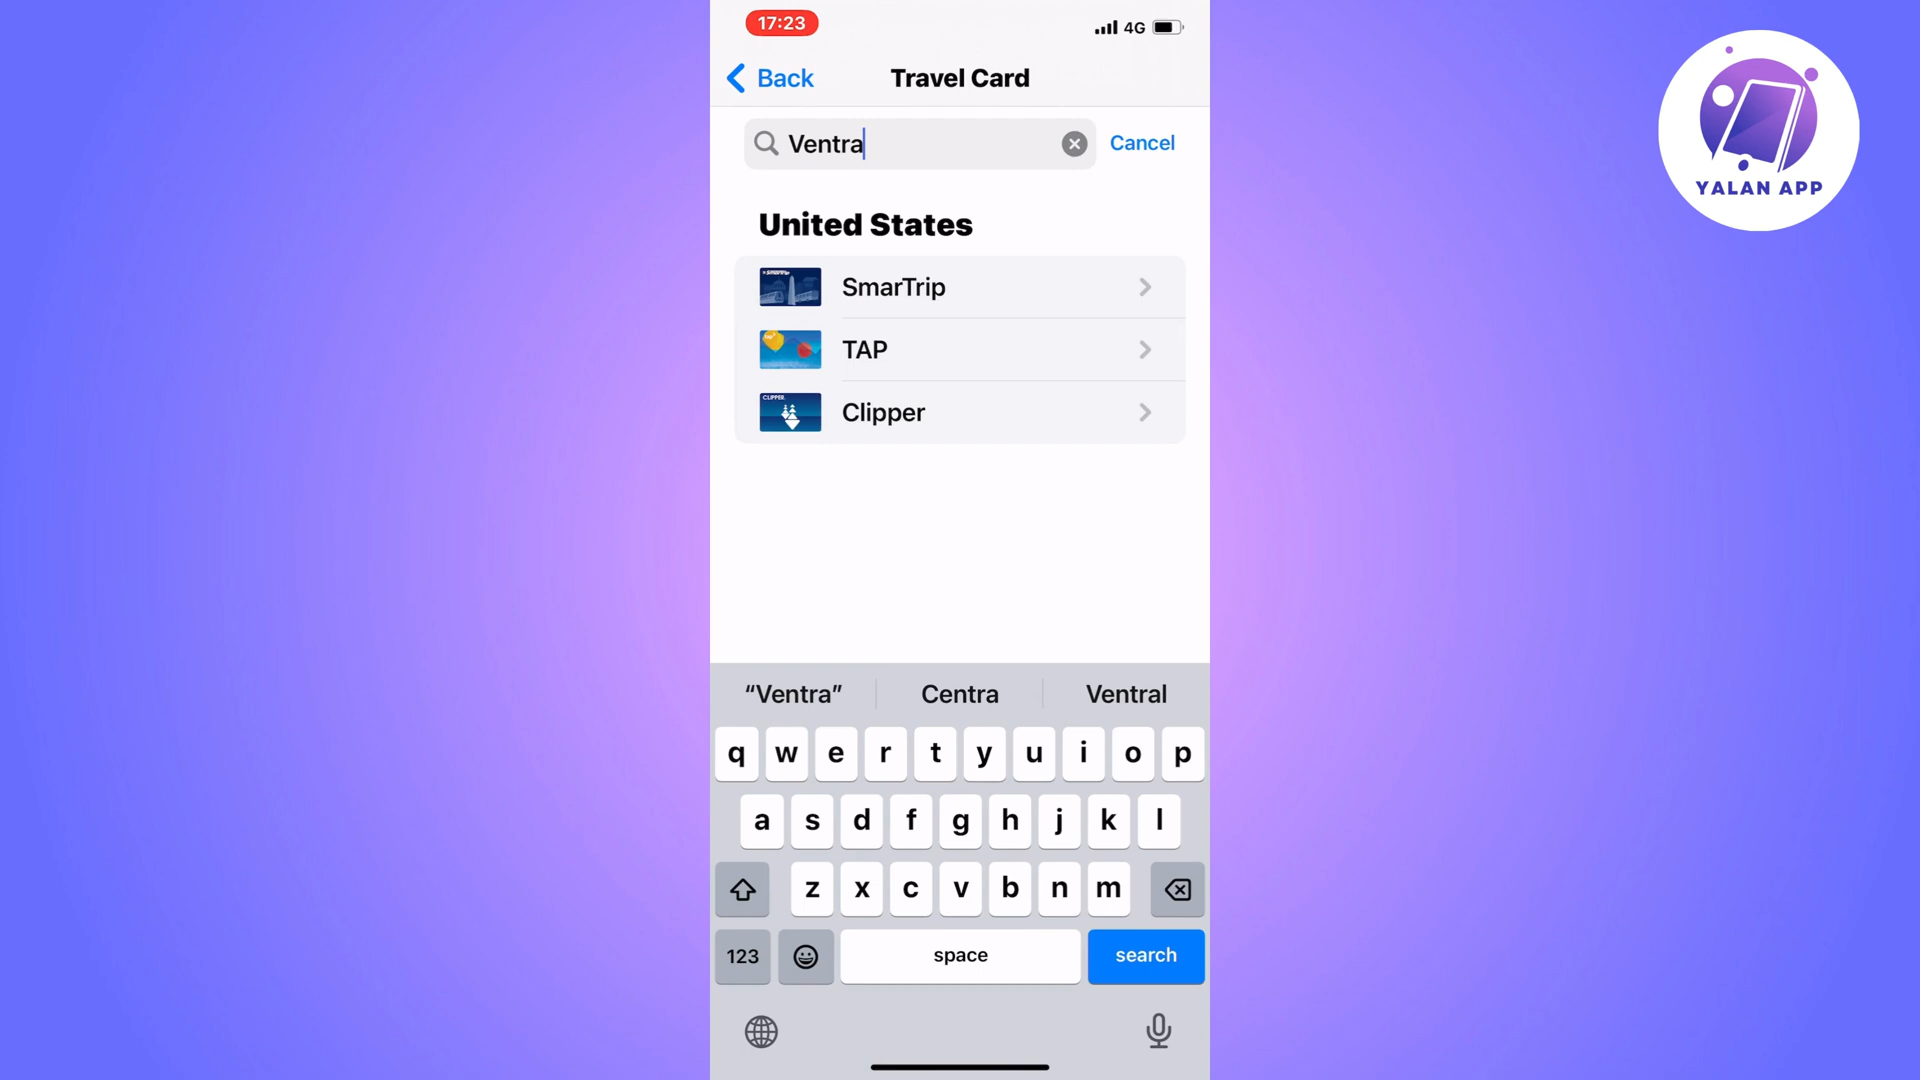 17:23
4G
Back
Travel Card
Ventra
Cancel
YALAN APP
United States
SmarTrip
TAP
CLIPPER
Clipper
“Ventra”
Centra
Ventral
q w e r t y u i o p
a s d f g h j k l
z x c v b n m
123
space
search